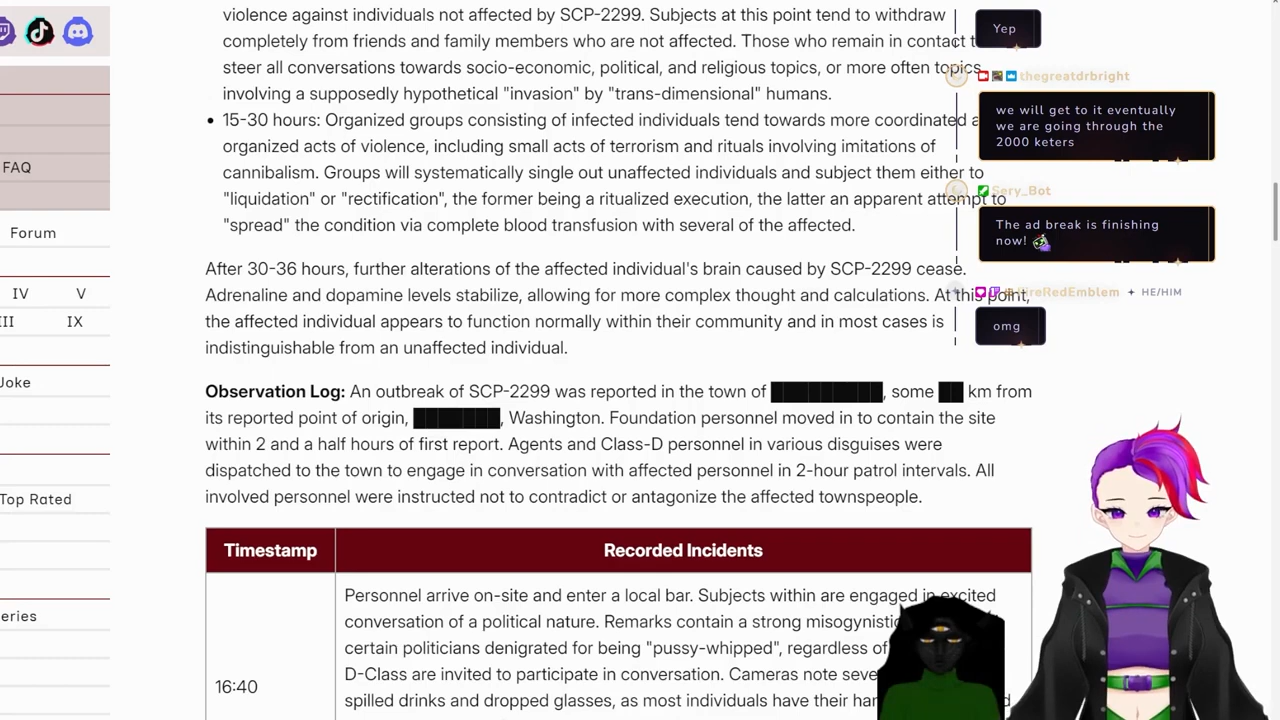 violence against individuals not affected by SCP-2299. Subjects at this point tend to withdraw
completely from friends and family members who are not affected. Those who remain in contact
steer all conversations towards socio-economic, political, and religious topics, or more often topics
involving a supposedly hypothetical "invasion" by "trans-dimensional" humans.
• 15-30 hours: Organized groups consisting of infected individuals tend towards more coordinated
organized acts of violence, including small acts of terrorism and rituals involving imitations of
cannibalism. Groups will systematically single out unaffected individuals and subject them either to
"liquidation" or "rectification", the former being a ritualized execution, the latter an apparent attempt to
"spread" the condition via complete blood transfusion with several of the affected.
After 30-36 hours, further alterations of the affected individual's brain caused by SCP-2299 cease.
Adrenaline and dopamine levels stabilize, allowing for more complex thought and calculations. At this point,
the affected individual appears to function normally within their community and in most cases is
indistinguishable from an unaffected individual.
Observation Log: An outbreak of SCP-2299 was reported in the town of ██████████, some ██ km from
its reported point of origin, ███████, Washington. Foundation personnel moved in to contain the site
within 2 and a half hours of first report. Agents and Class-D personnel in various disguises were
dispatched to the town to engage in conversation with affected personnel in 2-hour patrol intervals. All
involved personnel were instructed not to contradict or antagonize the affected townspeople.
Timestamp
Recorded Incidents
16:40
Personnel arrive on-site and enter a local bar. Subjects within are engaged in excited
conversation of a political nature. Remarks contain a strong misogynistic
certain politicians denigrated for being "pussy-whipped", regardless of
D-Class are invited to participate in conversation. Cameras note
spilled drinks and dropped glasses, as most individuals have their
FAQ
Forum
IV V
IX
Joke
Top Rated
Yep
thegreatdrbright
we will get to it eventually
we are going through the
2000 keters
Sery_Bot
The ad break is finishing
now!
FireRedEmblem HE/HIM
omg